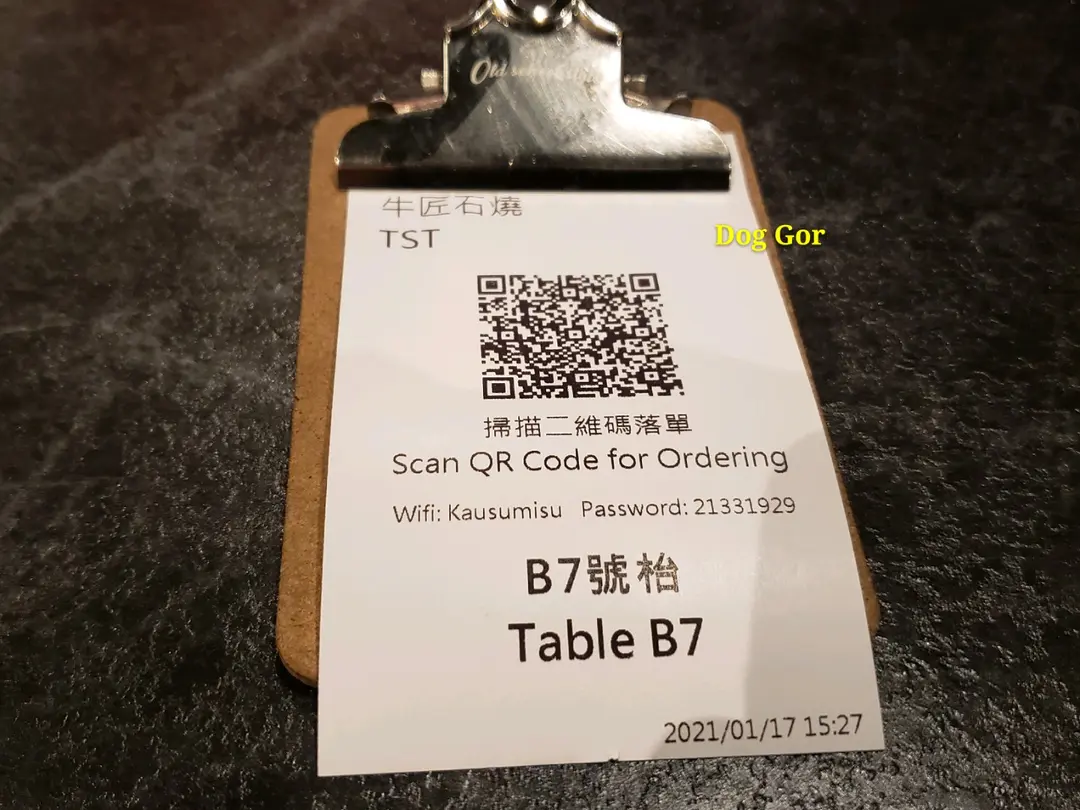 牛匠石燒
TST
Dog Gor
掃描二維碼落單
Scan QR Code for Ordering
Wifi: Kausumisu Password: 21331929
B7號枱
Table B7
2021/01/17 15:27